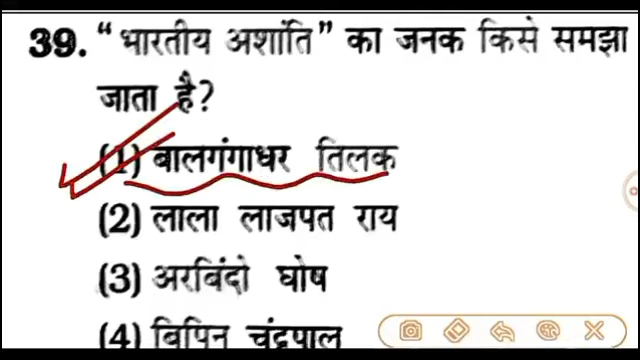 39. “भारतीय अशांति” का जनक किसे समझा
जाता है?
(1) बालगंगाधर तिलक
(2) लाला लाजपत राय
(3) अरबिंदो घोष
(4) बिपिन चंद्रपाल